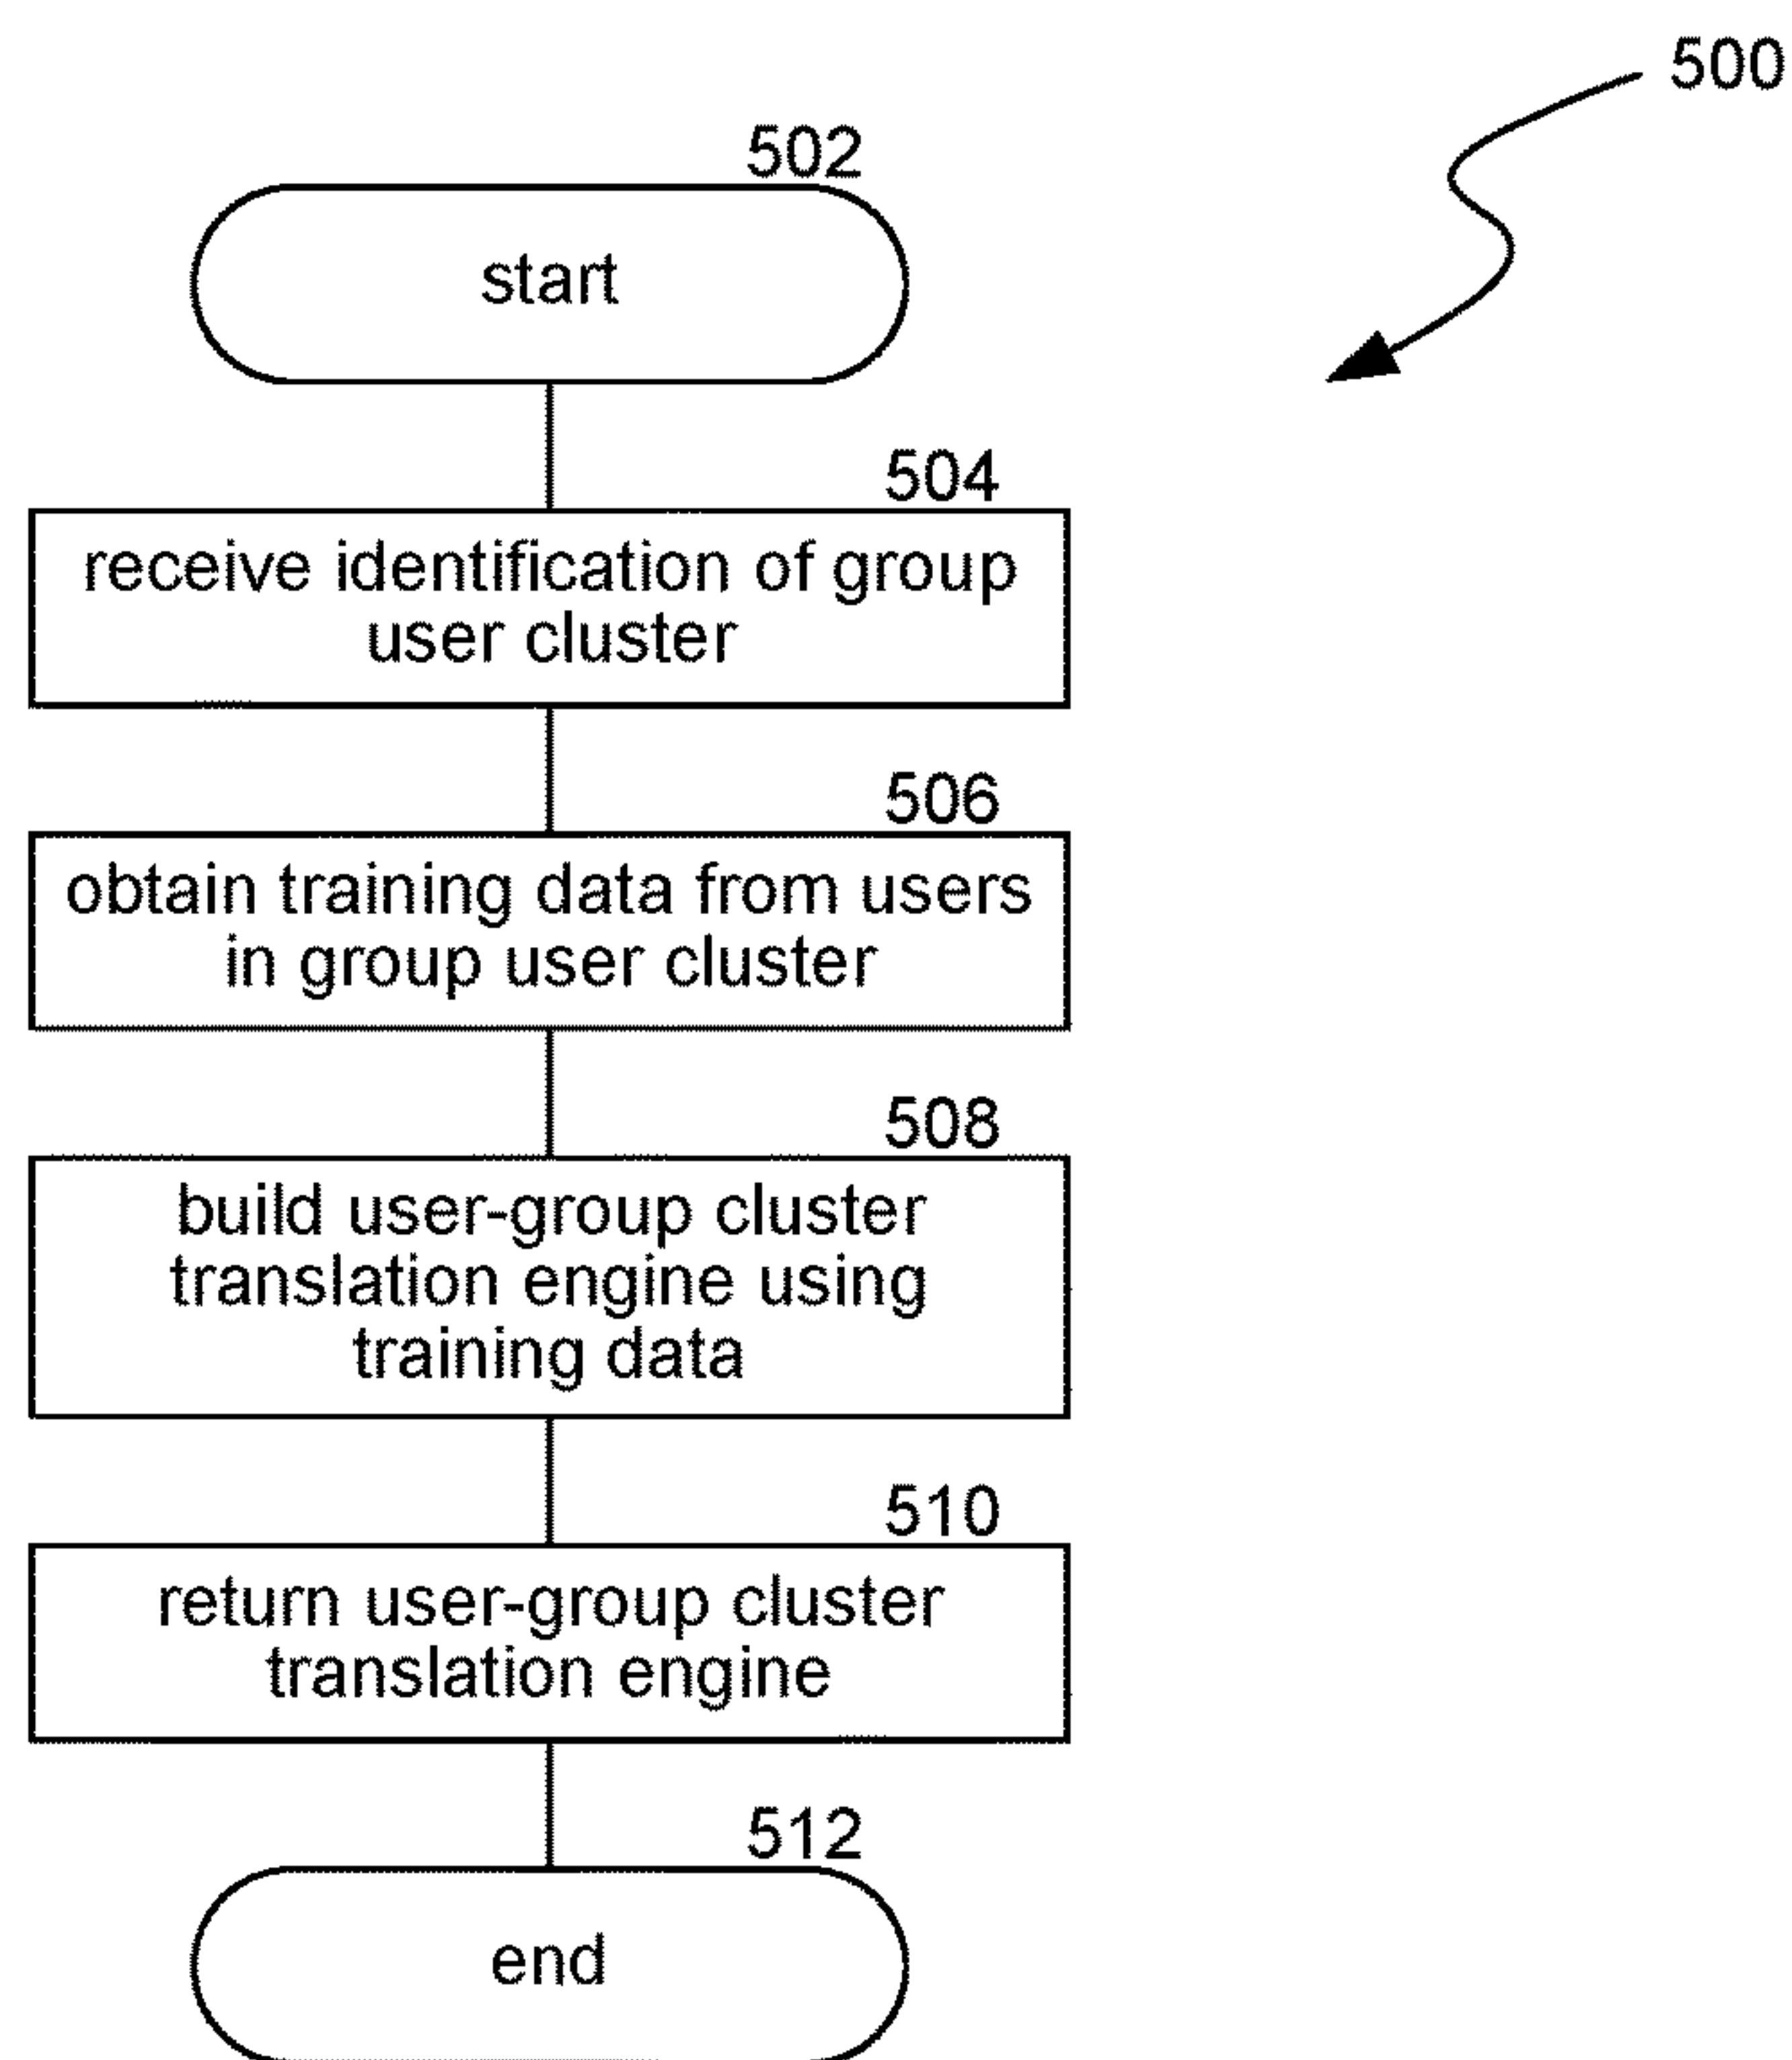 500
502
start
504
receive identification of group
user cluster
506
obtain training data from users
in group user cluster
508
build user-group cluster
translation engine using
training data
510
return user-group cluster
translation engine
512
end